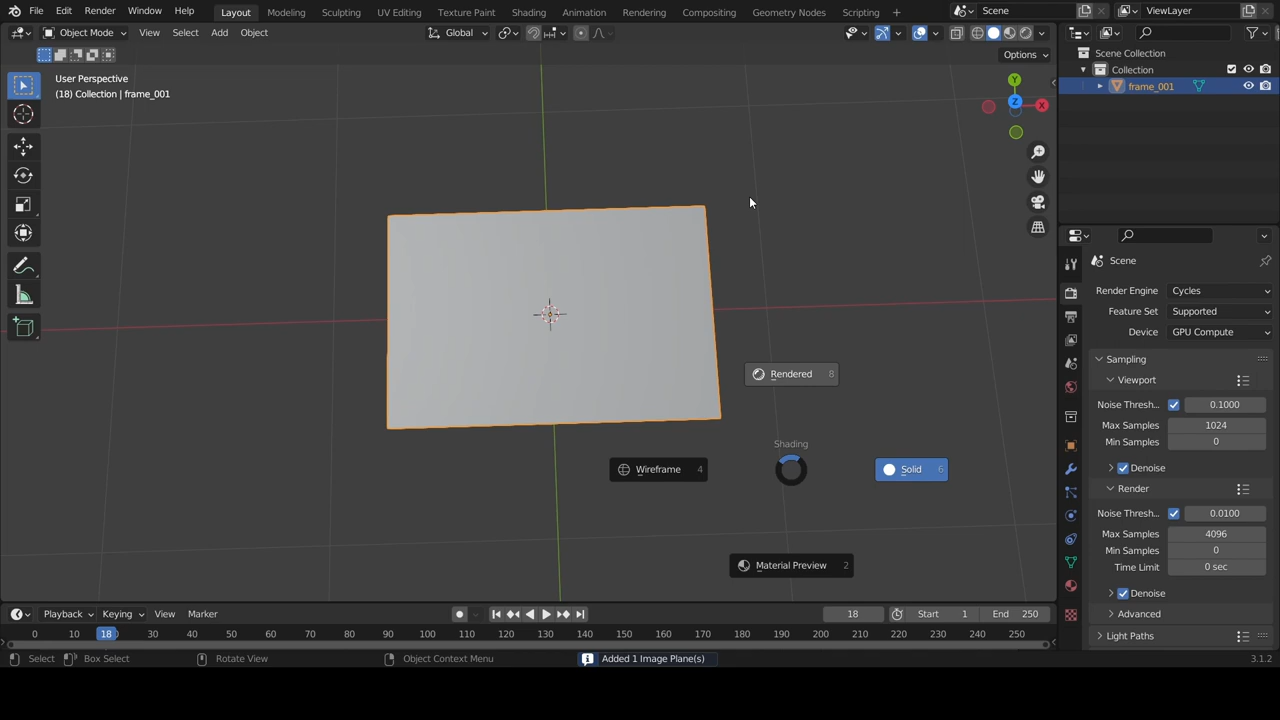 File Edit Render Window Help Layout Modeling Sculpting UV Editing Texture Paint Shading Animation Rendering Compositing Geometry Nodes Scripting + Scene ViewLayer
Object Mode View Select Add Object Global
Options
User Perspective
(18) Collection | frame_001
Y
Z X
Scene Collection
Collection
frame_001
Scene
Render Engine Cycles
Feature Set Supported
Device GPU Compute
Sampling
Viewport
Noise Thresh... 0.1000
Max Samples 1024
Min Samples 0
Denoise
Render
Noise Thresh... 0.0100
Max Samples 4096
Min Samples 0
Time Limit 0 sec
Denoise
Advanced
Light Paths
Rendered 8
Shading
Wireframe 4
Solid 6
Material Preview 2
Playback Keying View Marker 18 Start 1 End 250
0 10 18 30 40 50 60 70 80 90 100 110 120 130 140 150 160 170 180 190 200 210 220 230 240 250
Select Box Select Rotate View Object Context Menu Added 1 Image Plane(s) 3.1.2